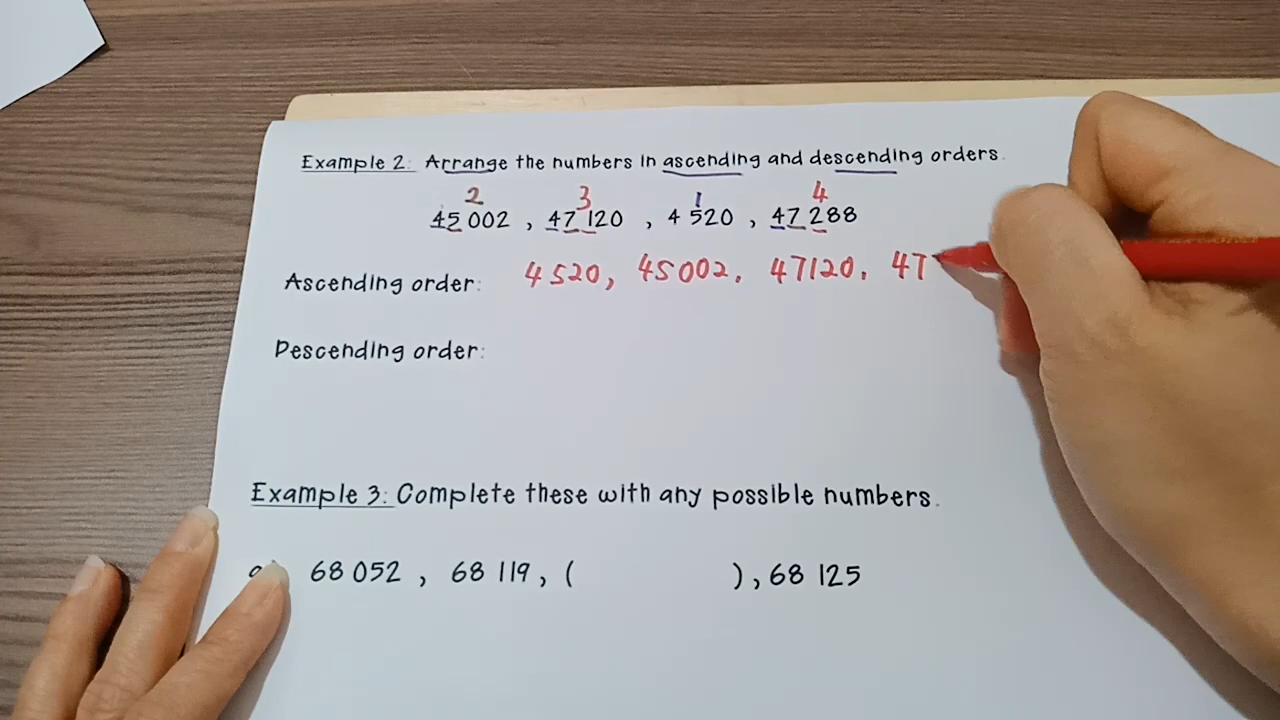 Example 2: Arrange the numbers in ascending and descending orders.
2 3 1 4
45 002 , 47 120 , 4 520 , 47 288
Ascending order: 4520, 45002, 47120, 47
Descending order:
Example 3: Complete these with any possible numbers.
68 052 , 68 119 , ( ) , 68 125